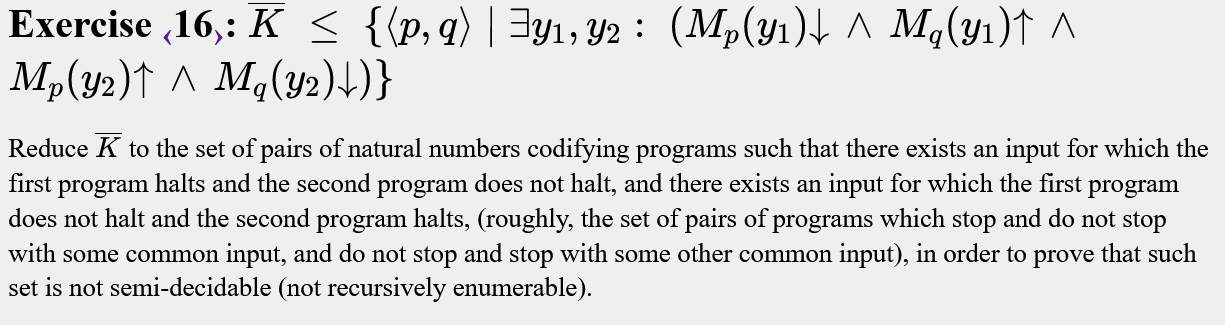 Exercise ‹16›: K̅ ≤ {⟨p, q⟩ | ∃y₁, y₂ : (Mₚ(y₁)↓ ∧ M_q(y₁)↑ ∧
Mₚ(y₂)↑ ∧ M_q(y₂)↓)}
Reduce K̅ to the set of pairs of natural numbers codifying programs such that there exists an input for which the
first program halts and the second program does not halt, and there exists an input for which the first program
does not halt and the second program halts, (roughly, the set of pairs of programs which stop and do not stop
with some common input, and do not stop and stop with some other common input), in order to prove that such
set is not semi-decidable (not recursively enumerable).